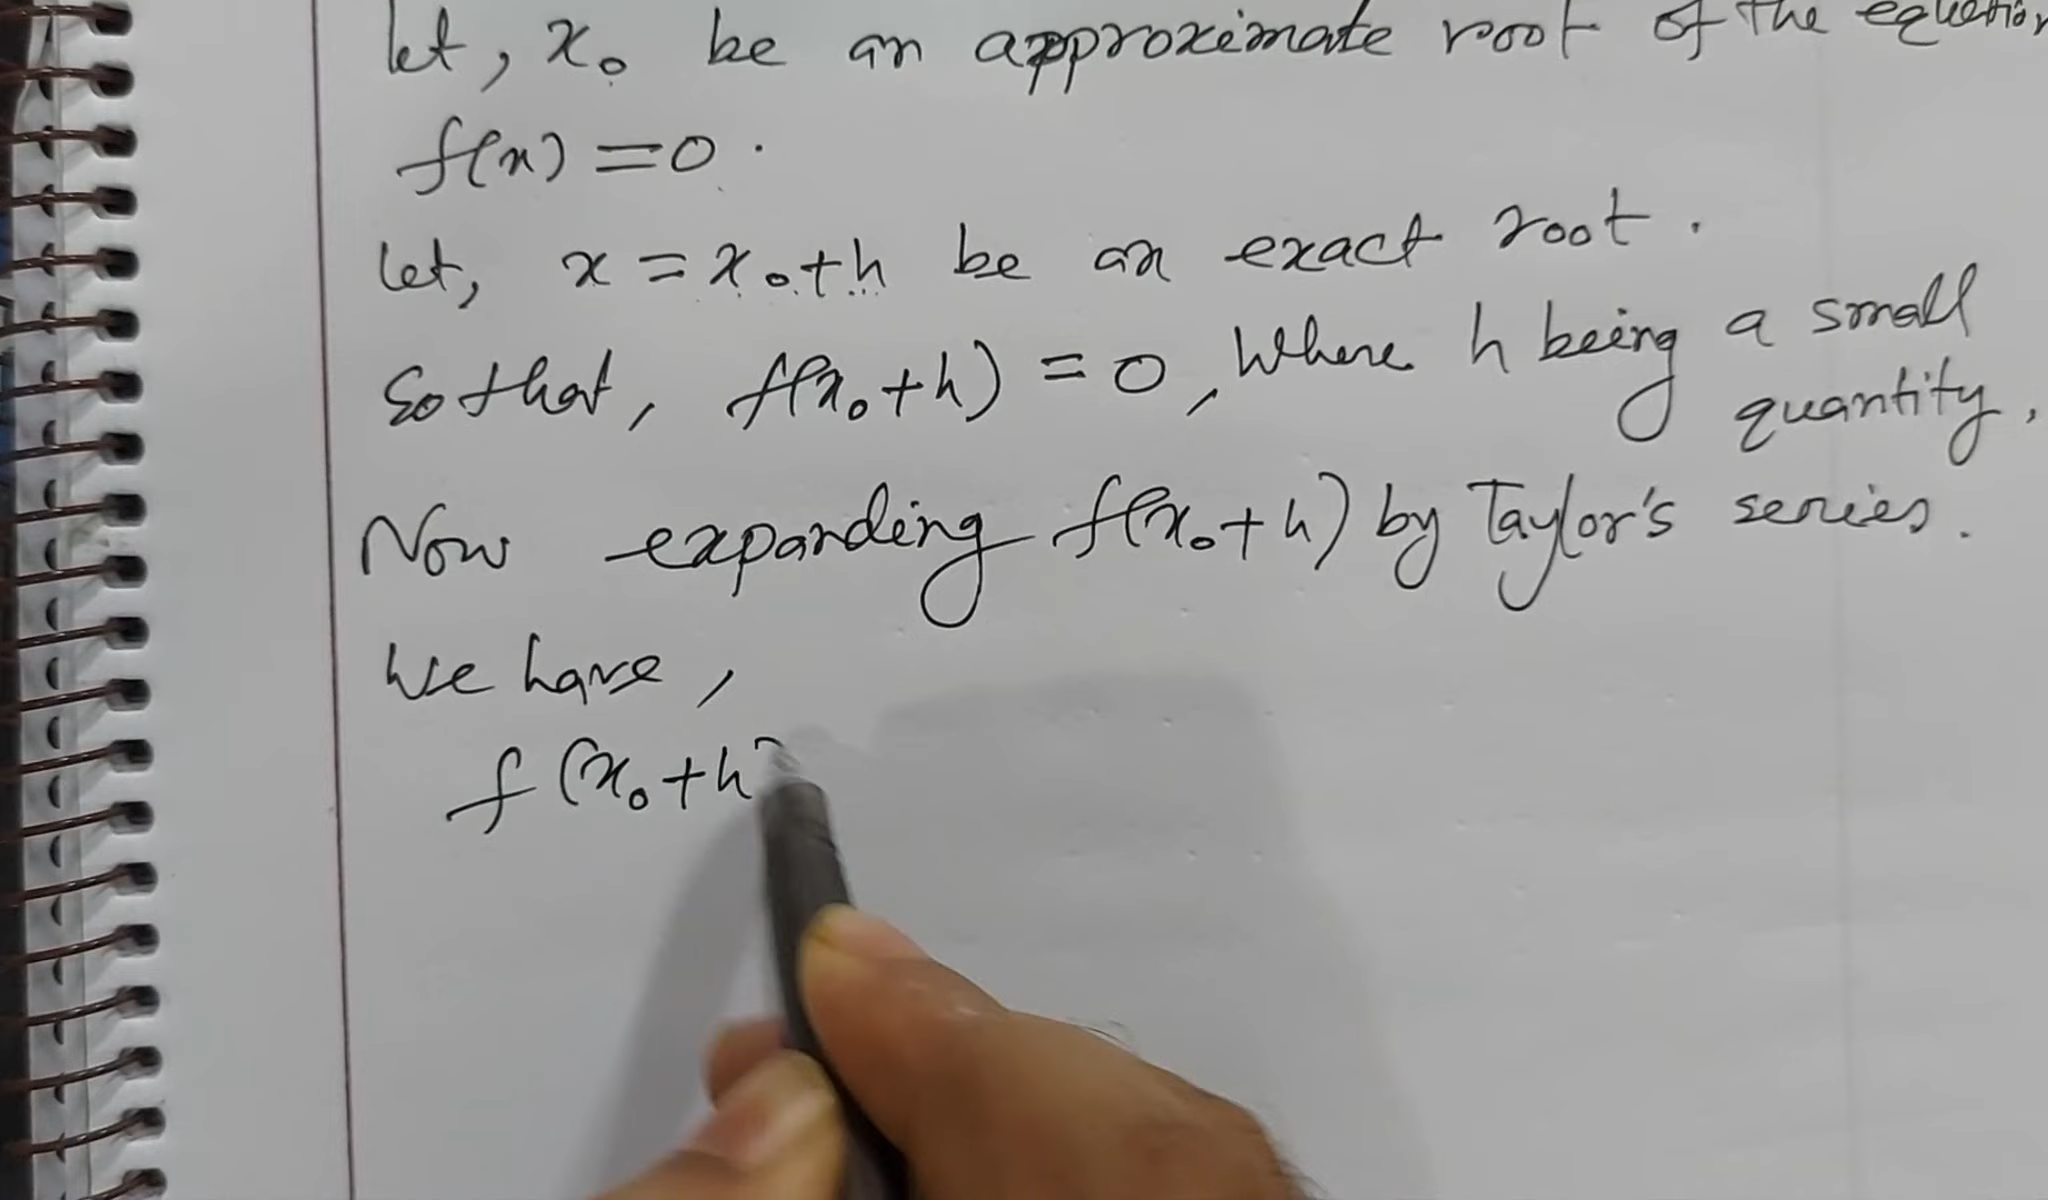 let, x₀ be an approximate root of the equation
f(x) = 0.
let, x = x₀ + h be an exact root.
So that, f(x₀ + h) = 0, Where h being a small
quantity,
Now expanding f(x₀ + h) by Taylor's series.
We have,
f(x₀ + h)